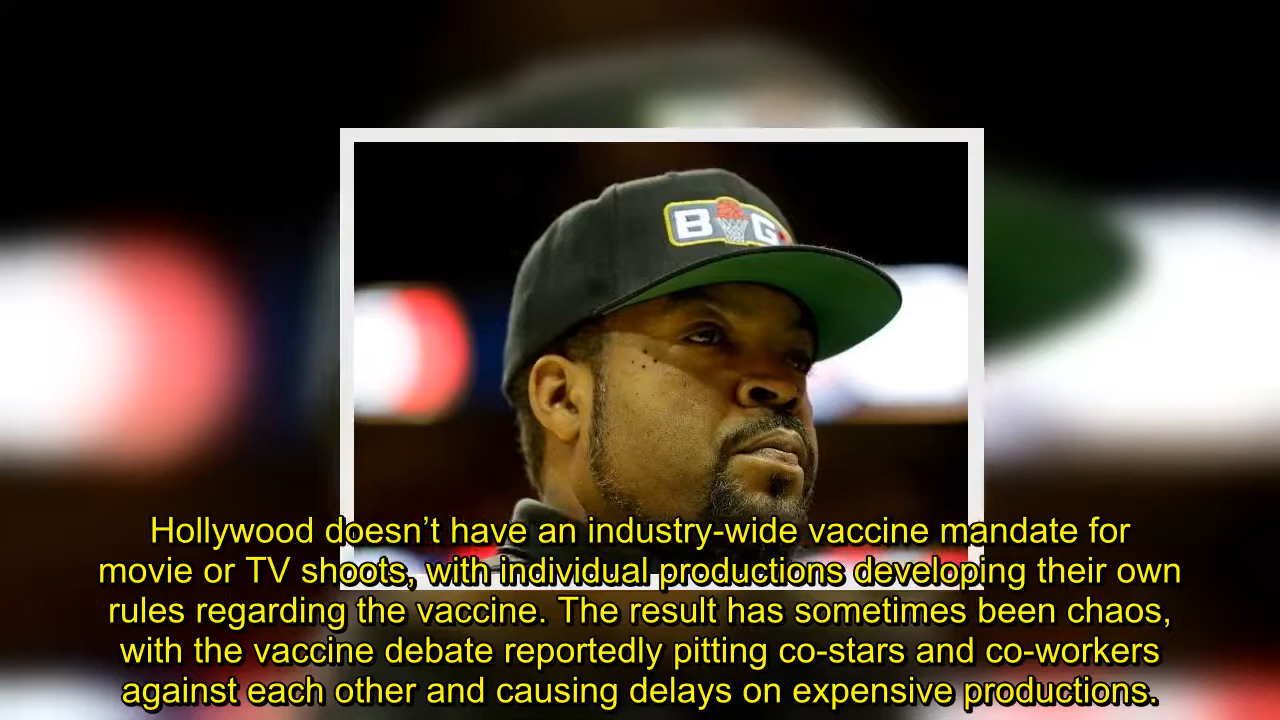 BIG3
Hollywood doesn’t have an industry-wide vaccine mandate for
movie or TV shoots, with individual productions developing their own
rules regarding the vaccine. The result has sometimes been chaos,
with the vaccine debate reportedly pitting co-stars and co-workers
against each other and causing delays on expensive productions.